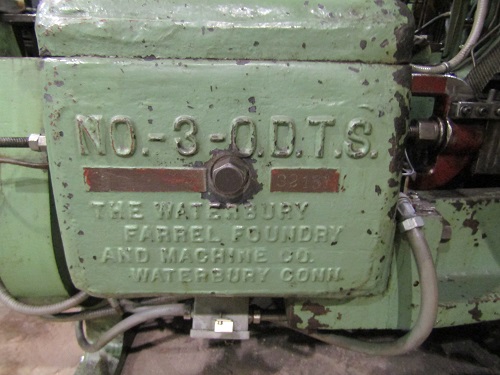 NO.-3-O.D.T.S.
THE WATERBURY
FARREL FOUNDRY
AND MACHINE CO.
WATERBURY CONN.